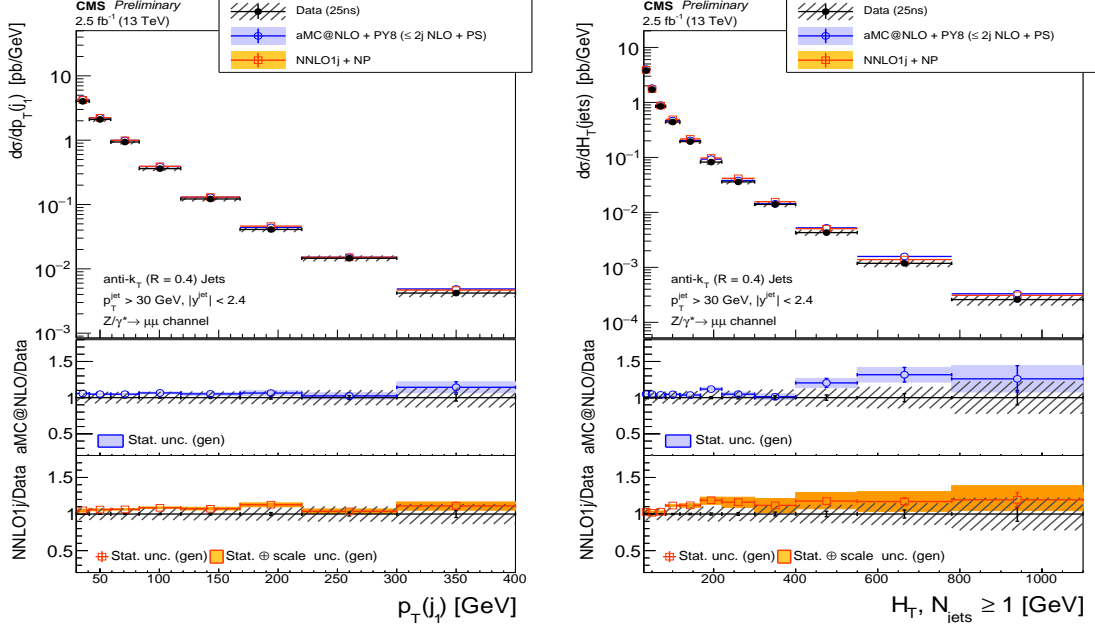 CMS Preliminary
2.5 fb⁻¹ (13 TeV)
Data (25ns)
aMC@NLO + PY8 (≤ 2j NLO + PS)
NNLO1j + NP
dσ/dp_T(j_1) [pb/GeV]
10
1
10⁻¹
10⁻²
10⁻³
anti-k_T (R = 0.4) Jets
p_T^jet > 30 GeV, |y^jet| < 2.4
Z/γ*→ μμ channel
aMC@NLO/Data
1.5
1
0.5
Stat. unc. (gen)
NNLO1j/Data
1.5
1
0.5
Stat. unc. (gen) Stat. ⊕ scale unc. (gen)
50 100 150 200 250 300 350 400
p_T(j_1) [GeV]
CMS Preliminary
2.5 fb⁻¹ (13 TeV)
Data (25ns)
aMC@NLO + PY8 (≤ 2j NLO + PS)
NNLO1j + NP
dσ/dH_T(jets) [pb/GeV]
10
1
10⁻¹
10⁻²
10⁻³
10⁻⁴
anti-k_T (R = 0.4) Jets
p_T^jet > 30 GeV, |y^jet| < 2.4
Z/γ*→ μμ channel
aMC@NLO/Data
1.5
1
0.5
Stat. unc. (gen)
NNLO1j/Data
1.5
1
0.5
Stat. unc. (gen) Stat. ⊕ scale unc. (gen)
200 400 600 800 1000
H_T, N_jets ≥ 1 [GeV]